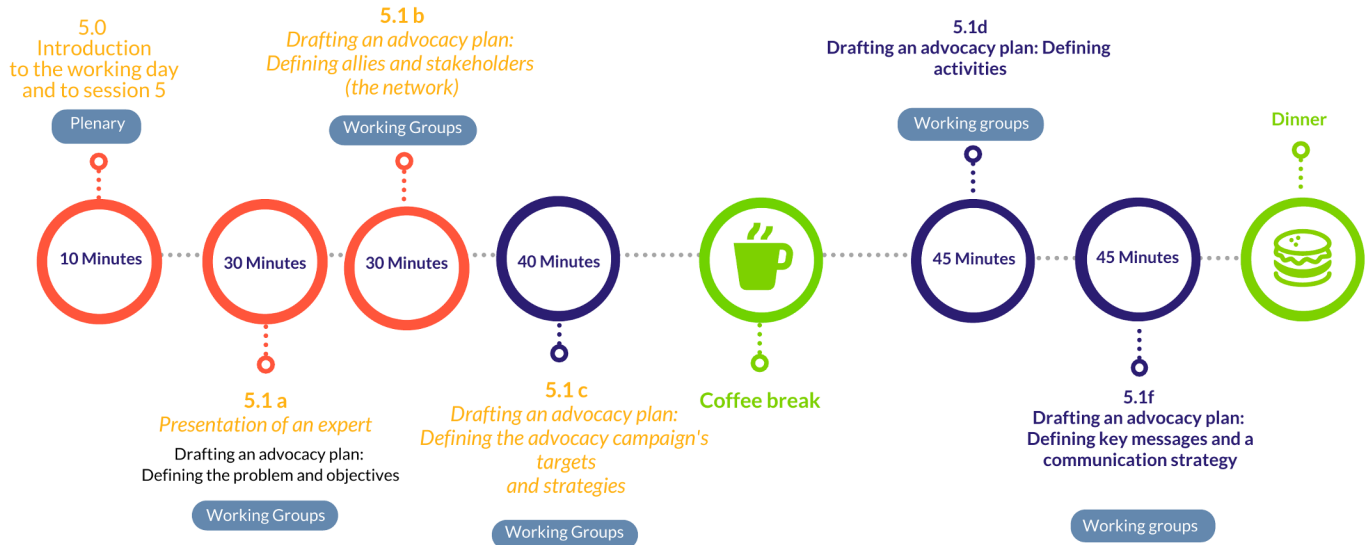 5.0
Introduction
to the working day
and to session 5
Plenary
10 Minutes
30 Minutes
5.1 a
Presentation of an expert
Drafting an advocacy plan:
Defining the problem and objectives
Working Groups
5.1 b
Drafting an advocacy plan:
Defining allies and stakeholders
(the network)
Working Groups
30 Minutes
40 Minutes
5.1 c
Drafting an advocacy plan:
Defining the advocacy campaign's
targets
and strategies
Working Groups
Coffee break
5.1d
Drafting an advocacy plan: Defining
activities
Working groups
45 Minutes
45 Minutes
5.1f
Drafting an advocacy plan:
Defining key messages and a
communication strategy
Working groups
Dinner